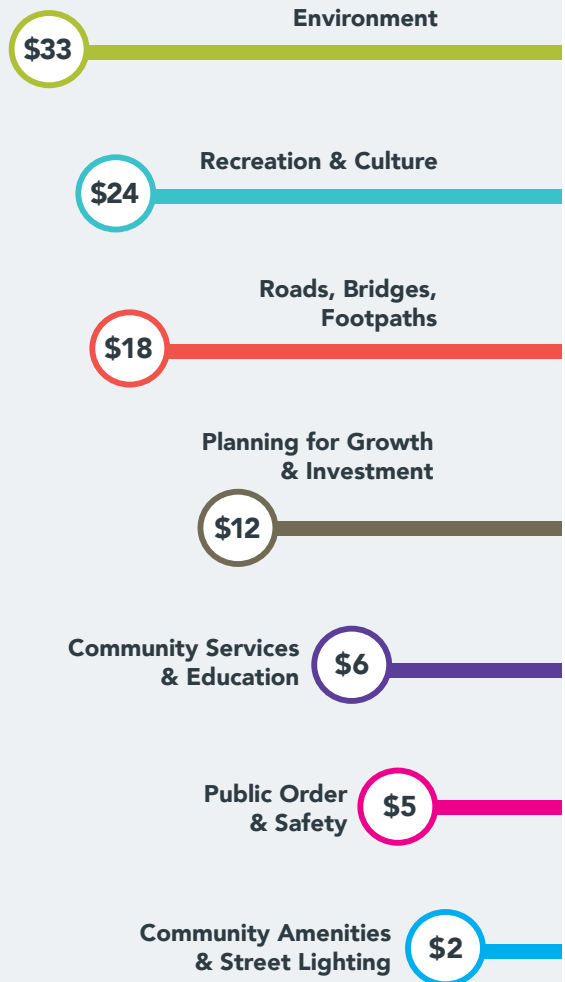 Environment
$33
Recreation & Culture
$24
Roads, Bridges,
Footpaths
$18
Planning for Growth
& Investment
$12
Community Services
& Education
$6
Public Order
& Safety
$5
Community Amenities
& Street Lighting
$2